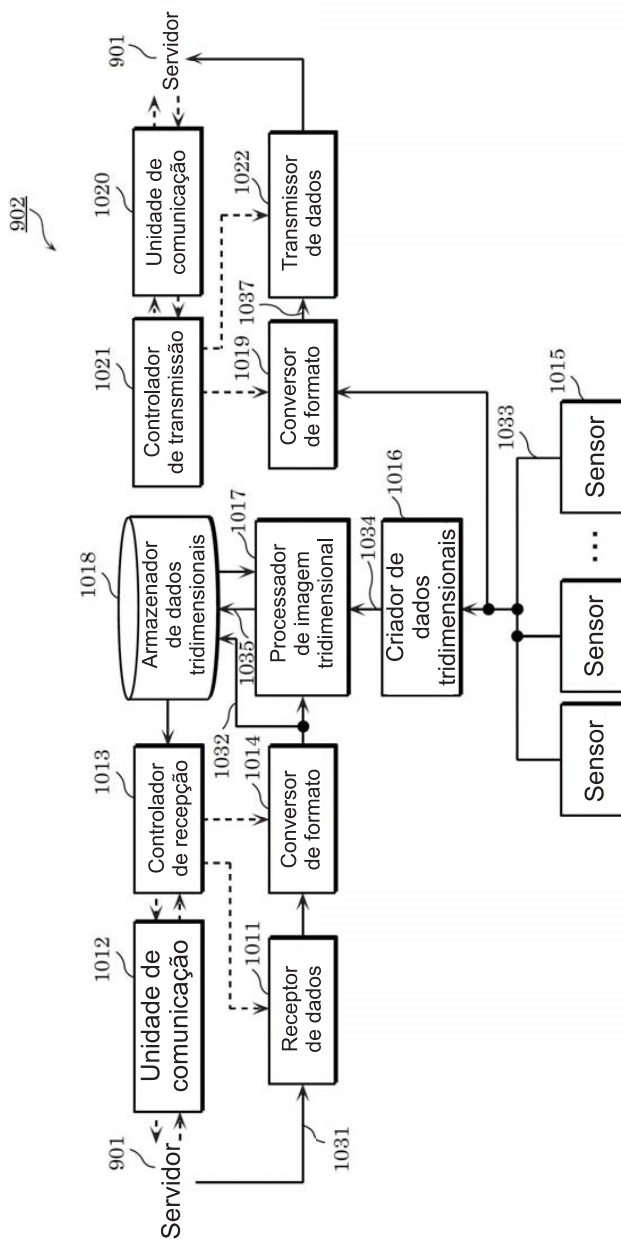 902
901
Servidor
1012
Unidade de
comunicação
1013
Controlador
de recepção
1018
Armazenador
de dados
tridimensionais
1021
Controlador
de transmissão
1020
Unidade de
comunicação
901
Servidor
1031
1011
Receptor
de dados
1014
Conversor
de formato
1032
1035
1017
Processador
de imagem
tridimensional
1019
Conversor
de formato
1037
1022
Transmissor
de dados
1034
1016
Criador de
dados
tridimensionais
1033
1015
Sensor
Sensor
...
Sensor